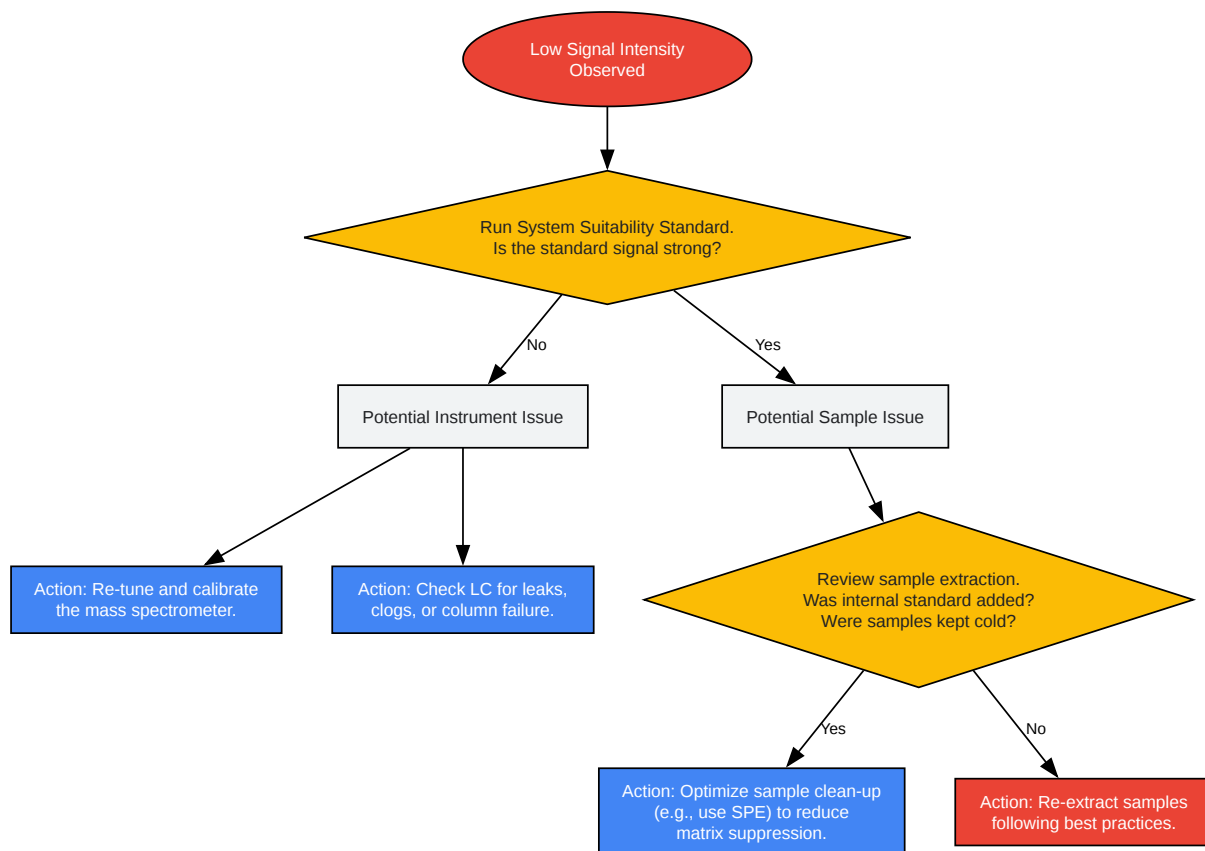 Low Signal Intensity
Observed
Run System Suitability Standard.
Is the standard signal strong?
No
Yes
Potential Instrument Issue
Potential Sample Issue
Action: Re-tune and calibrate
the mass spectrometer.
Action: Check LC for leaks,
clogs, or column failure.
Review sample extraction.
Was internal standard added?
Were samples kept cold?
Yes
No
Action: Optimize sample clean-up
(e.g., use SPE) to reduce
matrix suppression.
Action: Re-extract samples
following best practices.